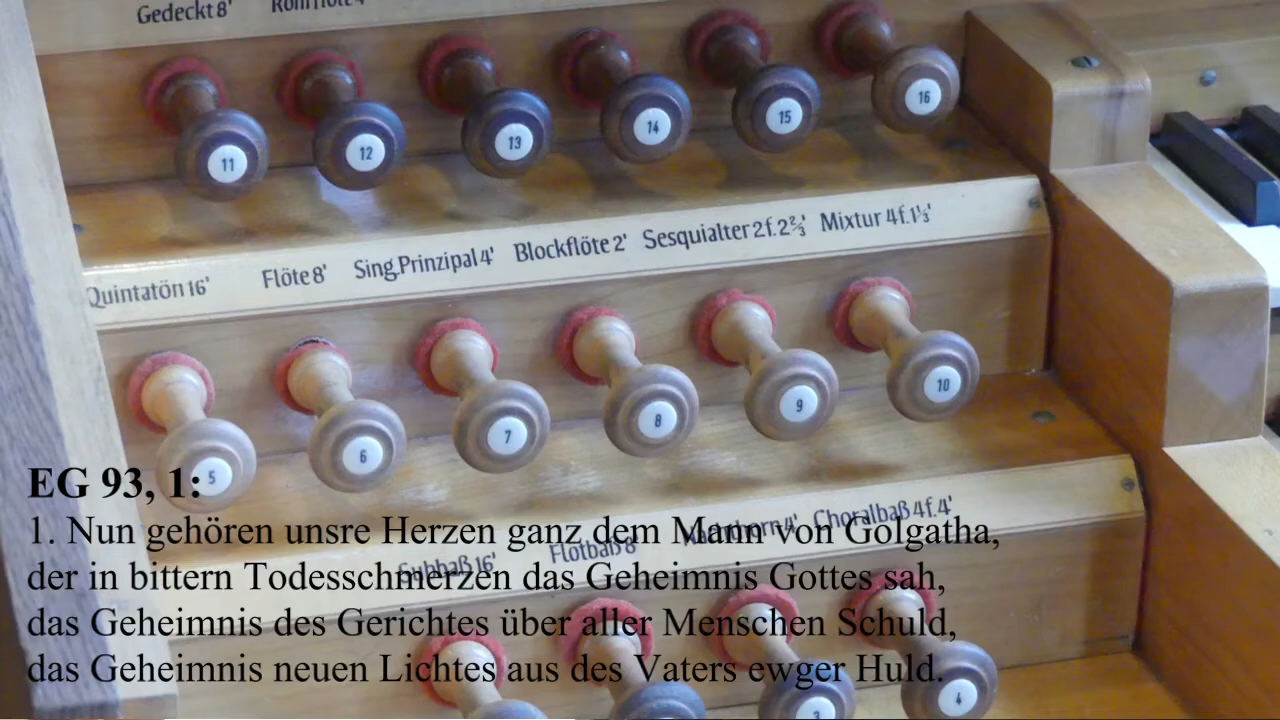 Gedeckt 8' Rohrflöte 4'
11 12 13 14 15 16
Quintatön 16' Flöte 8' Sing.Prinzipal 4' Blockflöte 2' Sesquialter 2f.2⅔' Mixtur 4f.1⅓'
5 6 7 8 9 10
Subbaß 16' Flötbaß 8' Choralbaß 4f.4'
3 4
EG 93, 1:
1. Nun gehören unsre Herzen ganz dem Mann von Golgatha,
der in bittern Todesschmerzen das Geheimnis Gottes sah,
das Geheimnis des Gerichtes über aller Menschen Schuld,
das Geheimnis neuen Lichtes aus des Vaters ewger Huld.